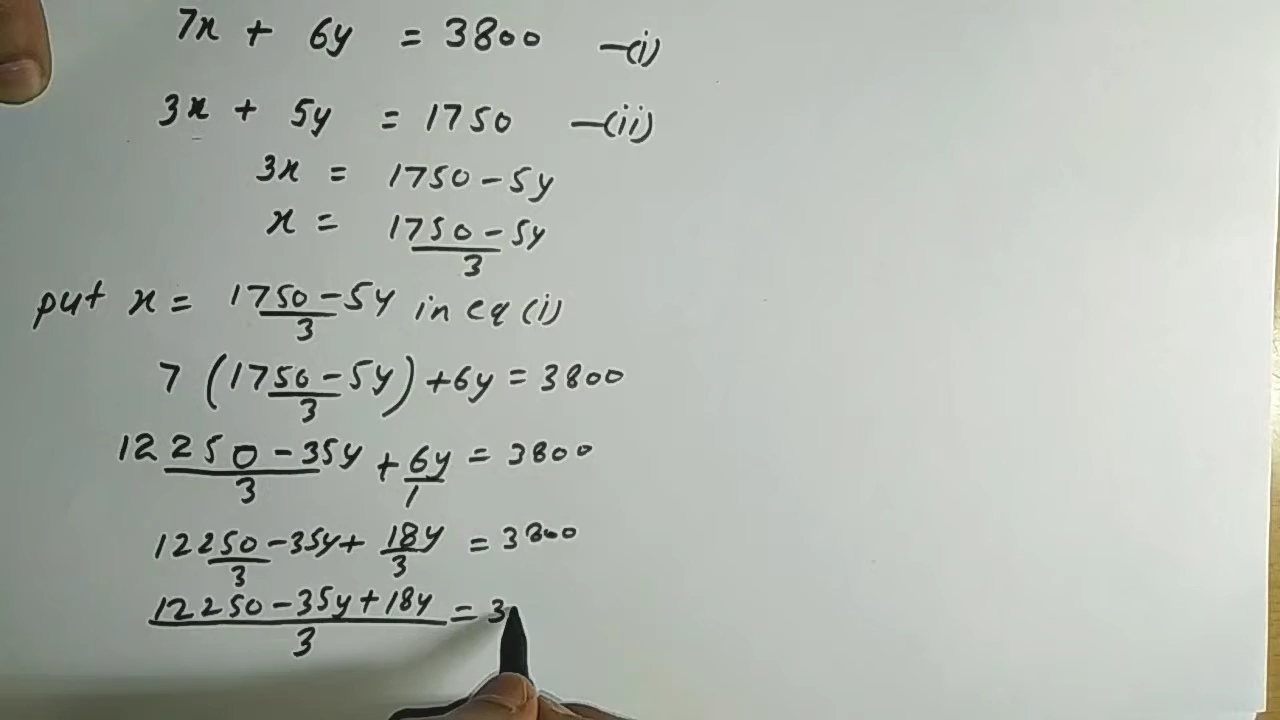 7x + 6y = 3800 —(i)
3x + 5y = 1750 —(ii)
3x = 1750 - 5y
x = 1750 - 5y / 3
put x = 1750 - 5y / 3 in eq (i)
7 (1750 - 5y / 3) + 6y = 3800
12250 - 35y / 3 + 6y / 1 = 3800
12250 - 35y / 3 + 18y / 3 = 3800
12250 - 35y + 18y / 3 = 3